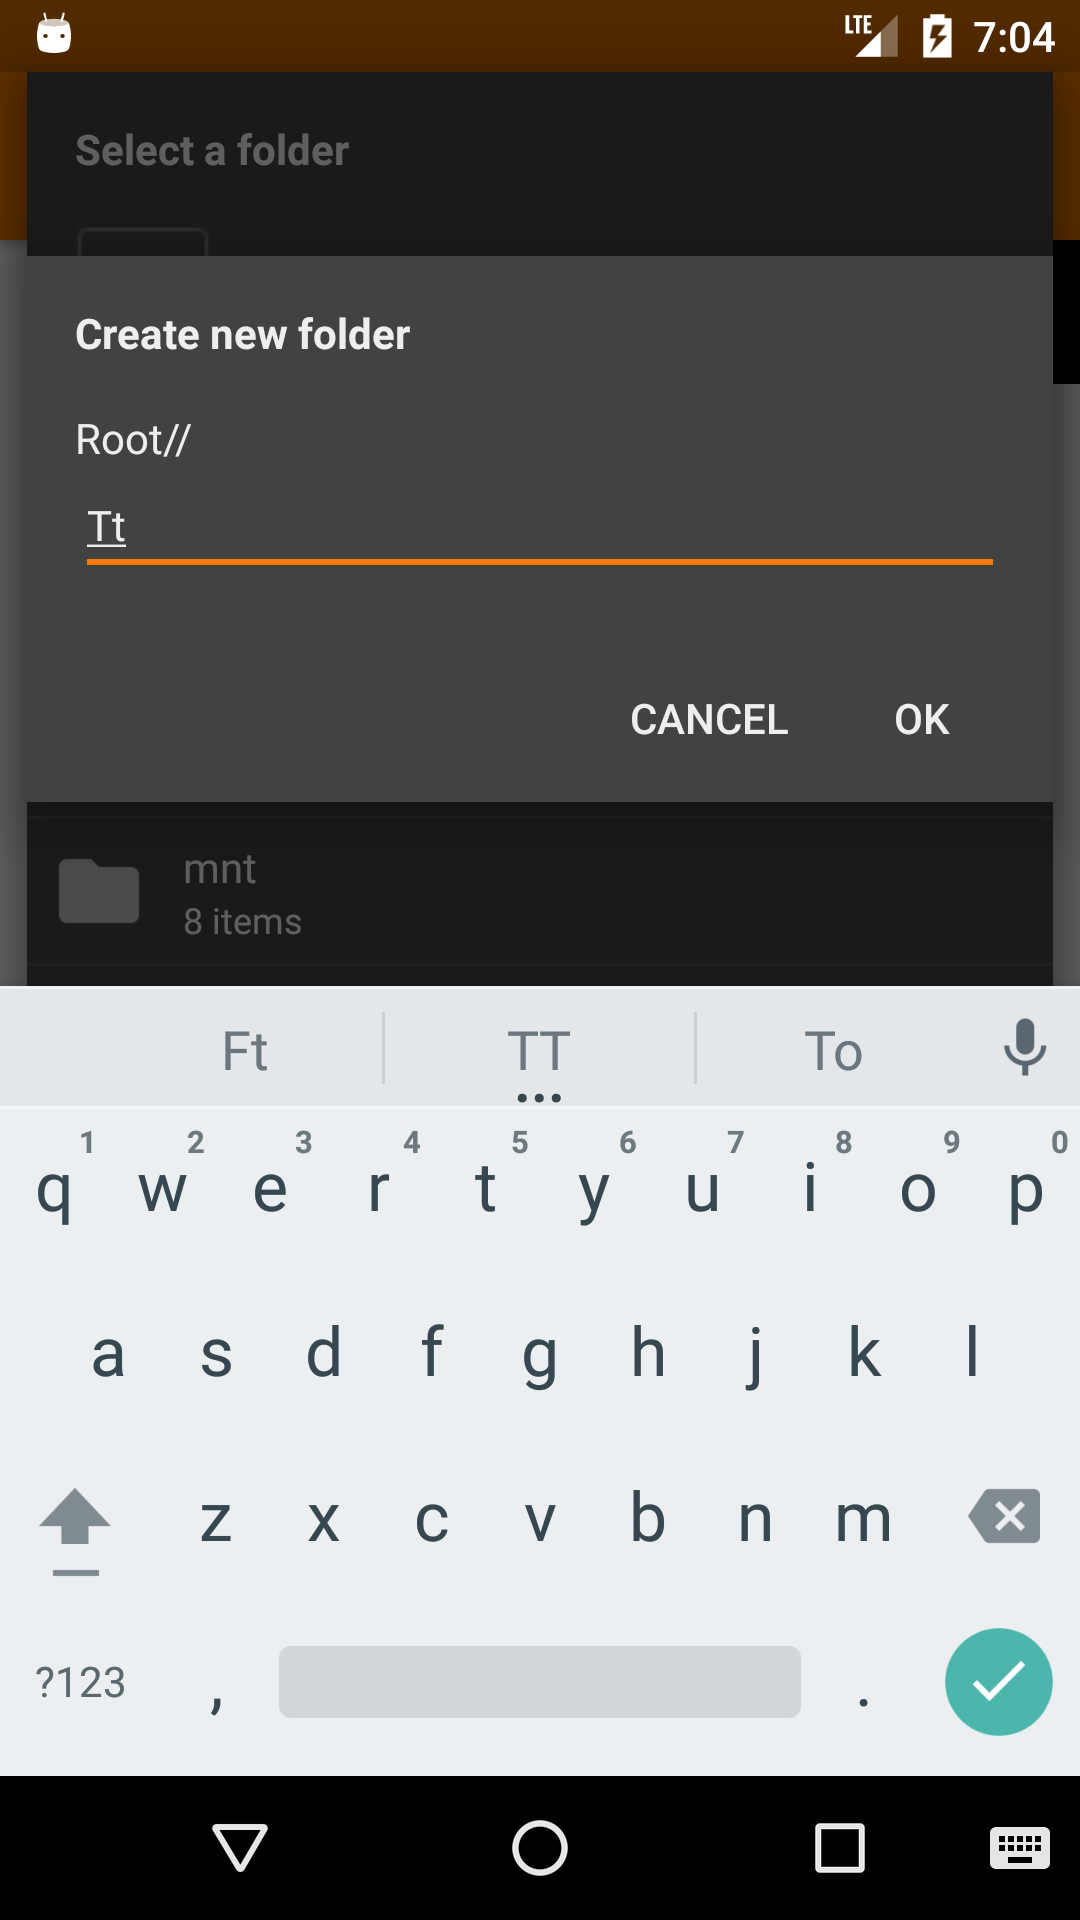 LTE 7:04
Select a folder
Create new folder
Root//
Tt
CANCEL OK
mnt
8 items
Ft TT To
1 2 3 4 5 6 7 8 9 0
q w e r t y u i o p
a s d f g h j k l
z x c v b n m
?123 , .